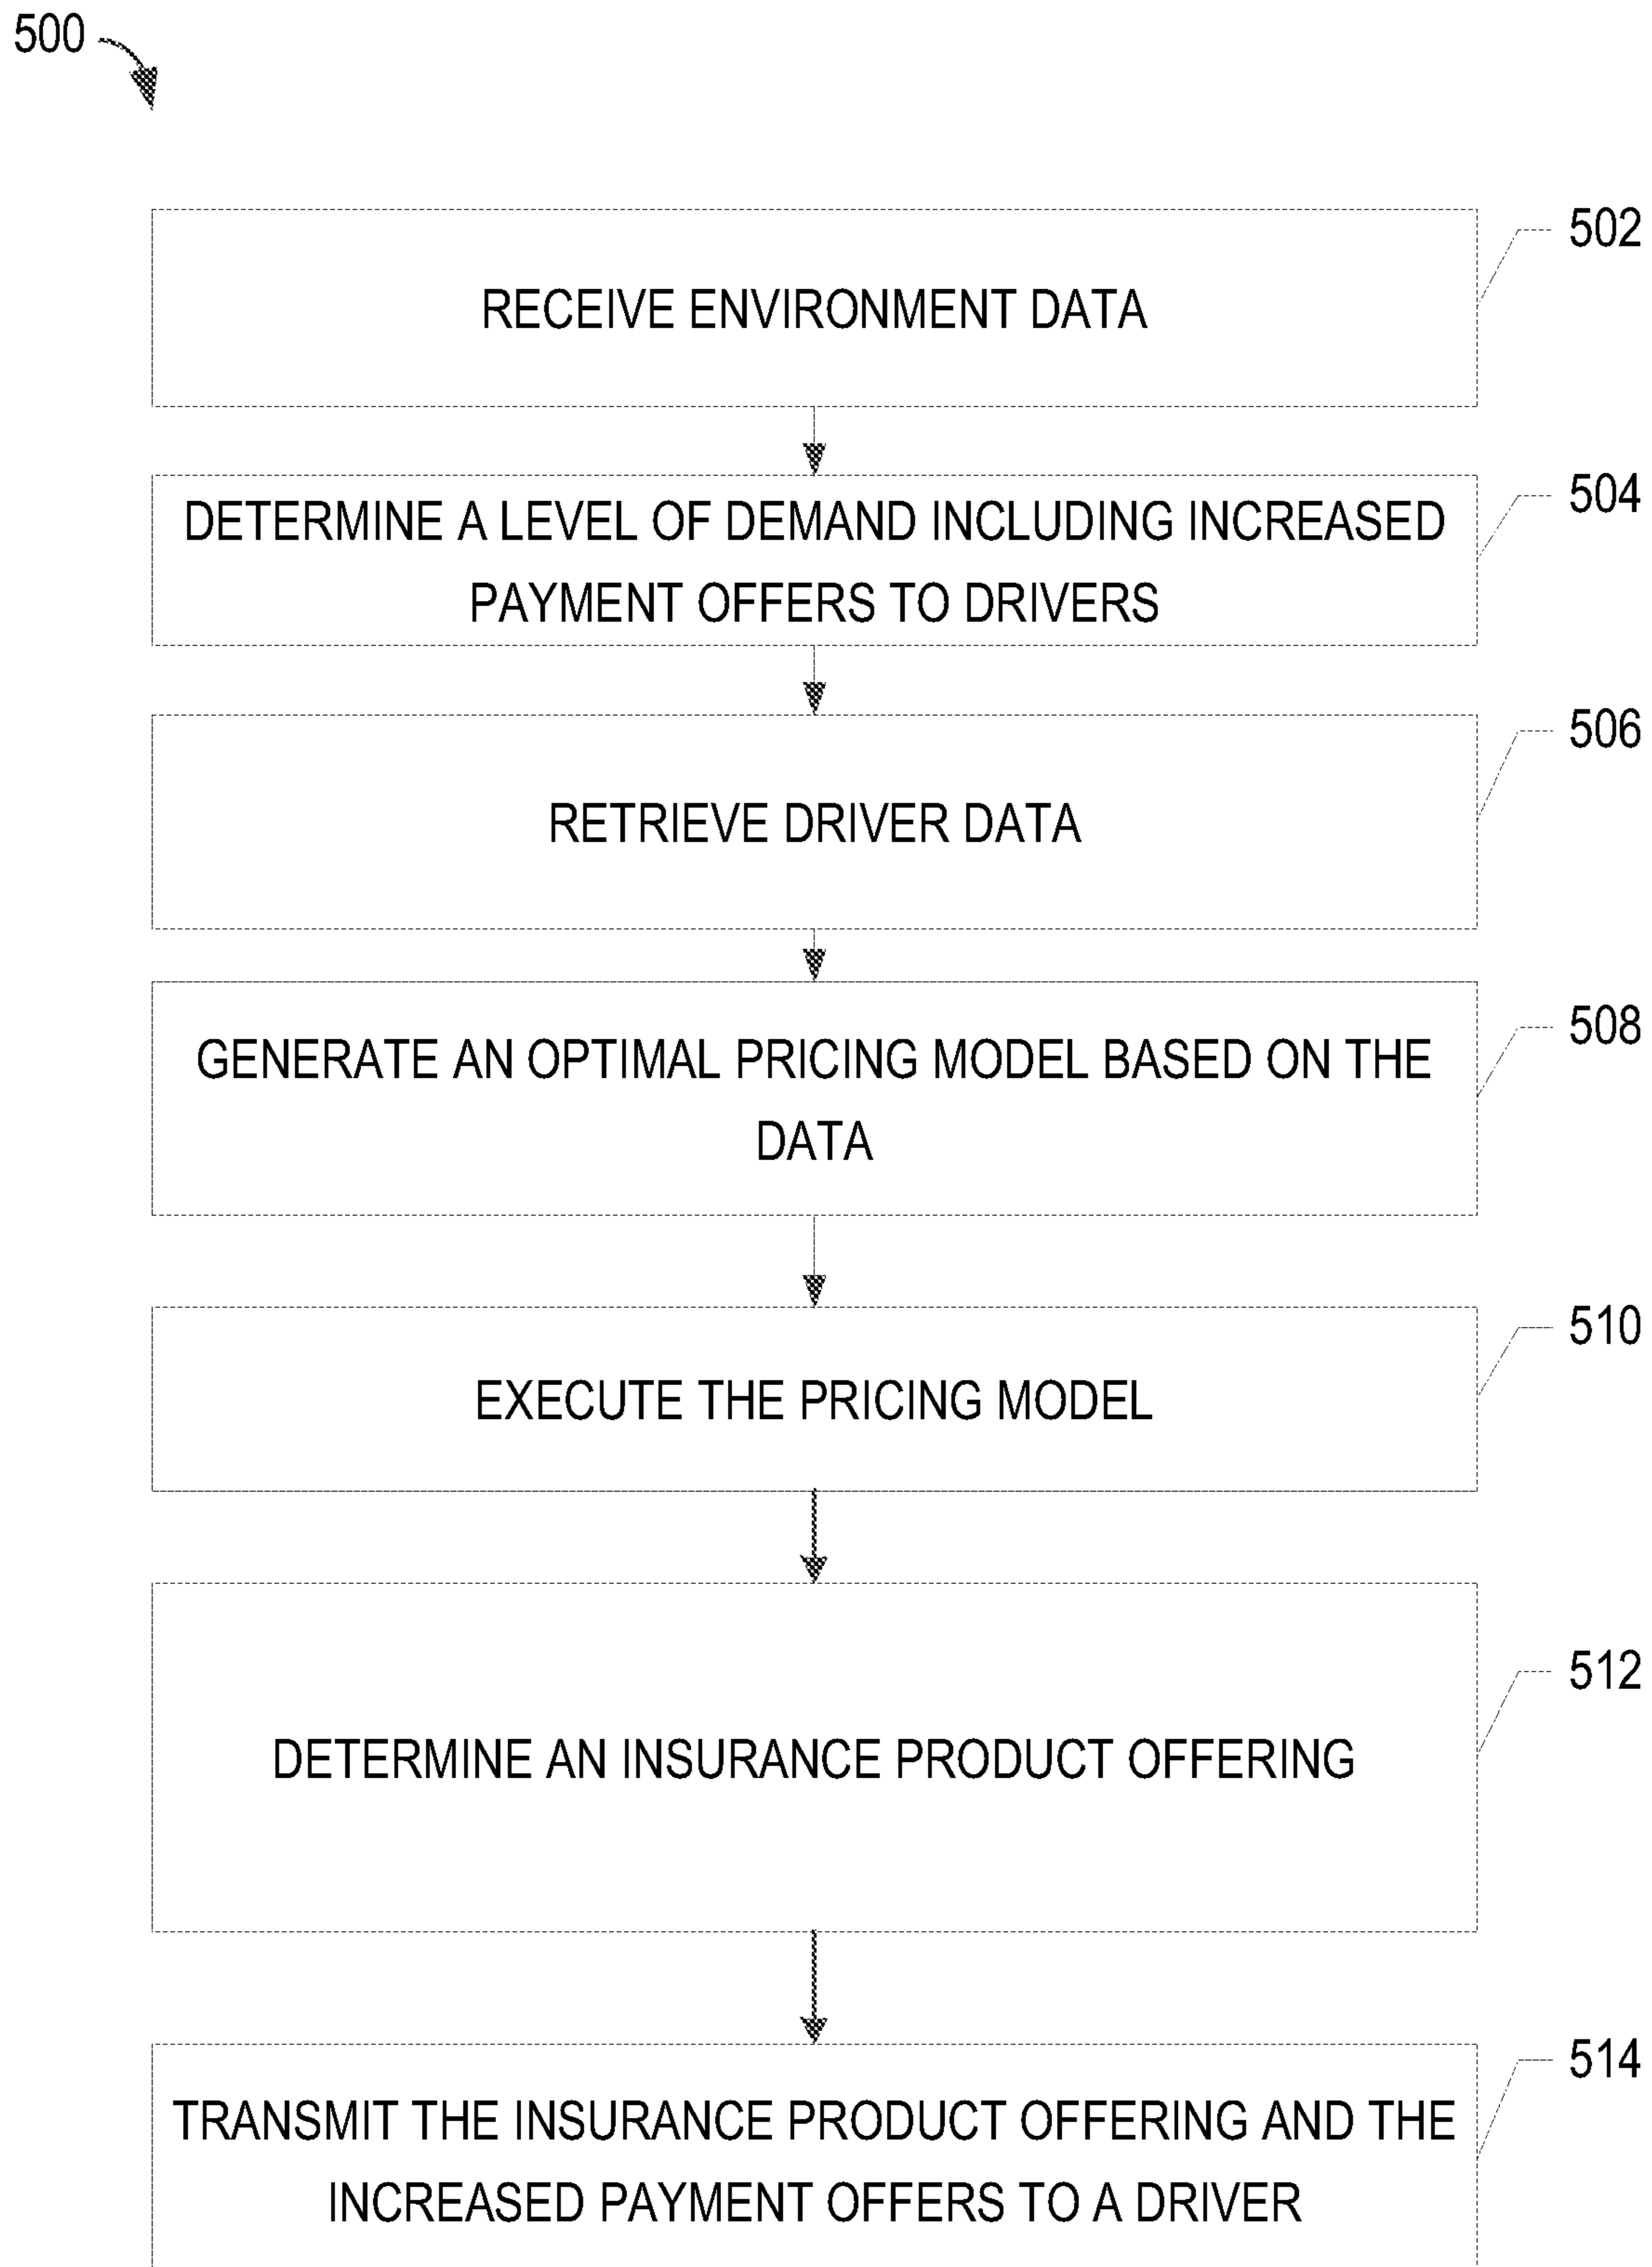 500
502
RECEIVE ENVIRONMENT DATA
504
DETERMINE A LEVEL OF DEMAND INCLUDING INCREASED
PAYMENT OFFERS TO DRIVERS
506
RETRIEVE DRIVER DATA
508
GENERATE AN OPTIMAL PRICING MODEL BASED ON THE
DATA
510
EXECUTE THE PRICING MODEL
512
DETERMINE AN INSURANCE PRODUCT OFFERING
514
TRANSMIT THE INSURANCE PRODUCT OFFERING AND THE
INCREASED PAYMENT OFFERS TO A DRIVER